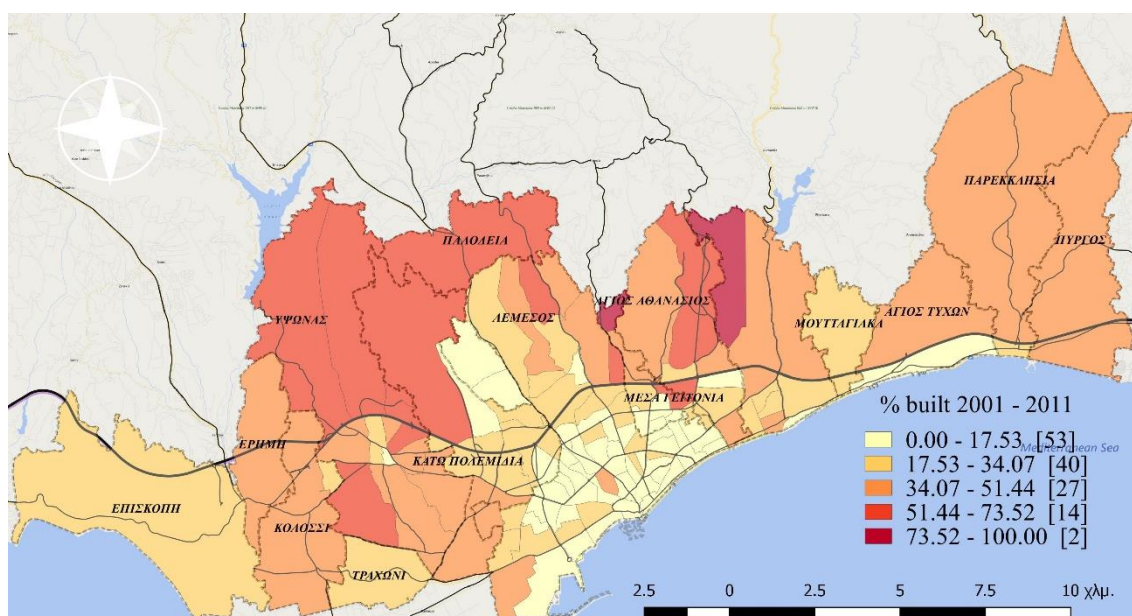 ΠΑΡΕΚΚΛΗΣΙΑ
ΠΥΡΓΟΣ
ΠΑΛΟΔΕΙΑ
ΑΓΙΟΣ ΑΘΑΝΑΣΙΟΣ
ΥΨΩΝΑΣ
ΛΕΜΕΣΟΣ
ΜΟΥΤΤΑΓΙΑΚΑ
ΑΓΙΟΣ ΤΥΧΩΝ
ΜΕΣΑ ΓΕΙΤΟΝΙΑ
ΕΡΗΜΗ
ΚΑΤΩ ΠΟΛΕΜΙΔΙΑ
ΕΠΙΣΚΟΠΗ
ΚΟΛΟΣΣΙ
ΤΡΑΧΩΝΙ
% built 2001 - 2011
0.00 - 17.53 [53]
Mediterranean Sea
17.53 - 34.07 [40]
34.07 - 51.44 [27]
51.44 - 73.52 [14]
73.52 - 100.00 [2]
2.5 0 2.5 5 7.5 10 χλμ.